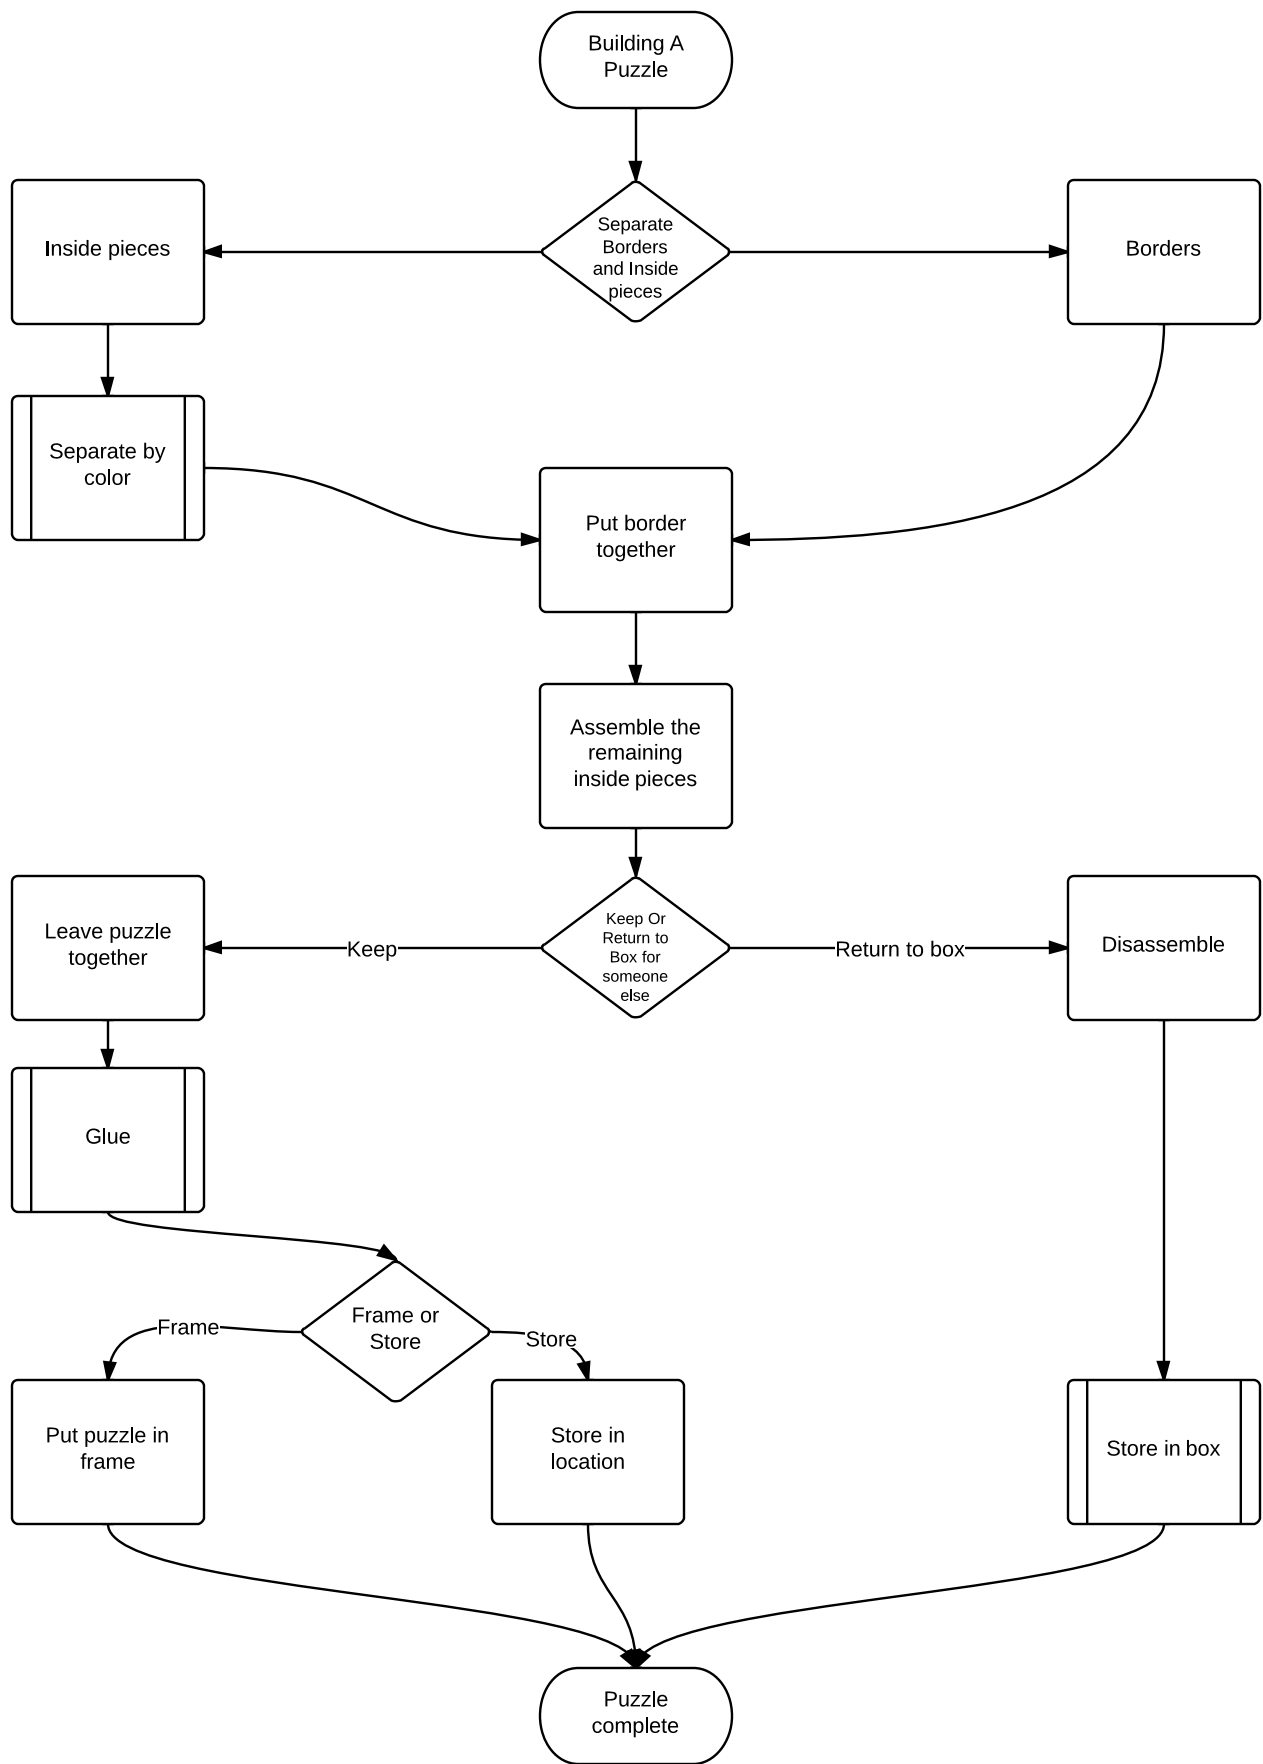 Building A
Puzzle
Inside pieces
Separate
Borders
and Inside
pieces
Borders
Separate by
color
Put border
together
Assemble the
remaining
inside pieces
Leave puzzle
together
Keep
Keep Or
Return to
Box for
someone
else
Return to box
Disassemble
Glue
Frame
Frame or
Store
Store
Put puzzle in
frame
Store in
location
Store in box
Puzzle
complete